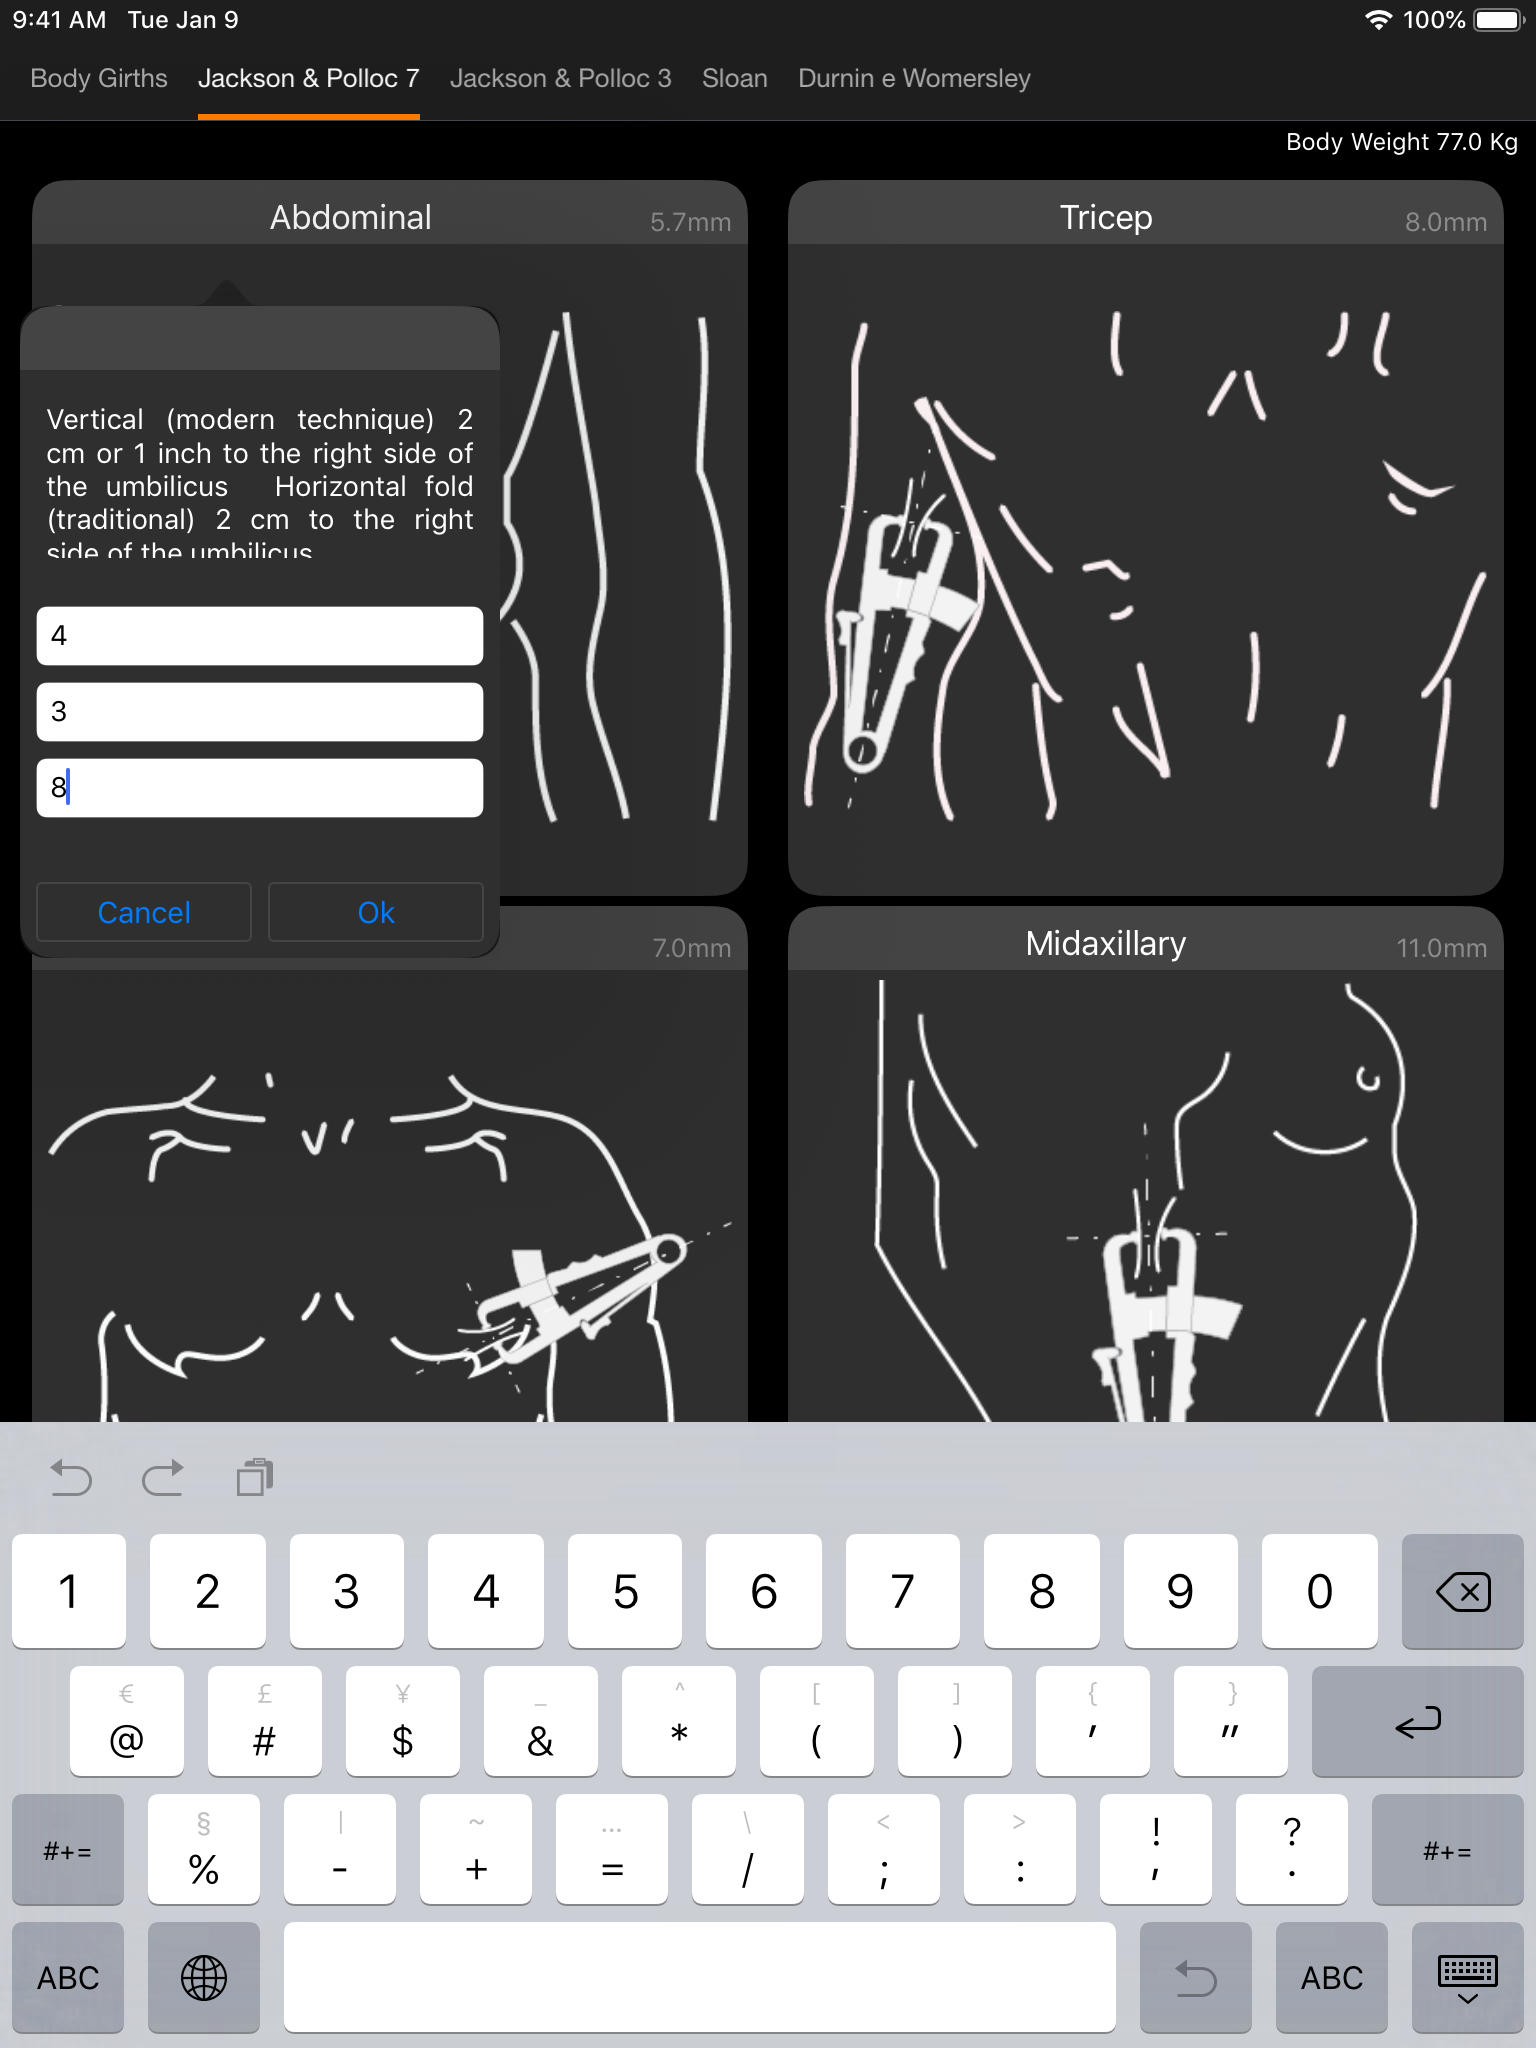 9:41 AM Tue Jan 9 100%
Body Girths Jackson & Polloc 7 Jackson & Polloc 3 Sloan Durnin e Womersley
Body Weight 77.0 Kg
Abdominal 5.7mm
Tricep 8.0mm
Vertical (modern technique) 2
cm or 1 inch to the right side of
the umbilicus Horizontal fold
(traditional) 2 cm to the right
side of the umbilicus
4
3
8
Cancel Ok
7.0mm
Midaxillary 11.0mm
1 2 3 4 5 6 7 8 9 0
€ £ ¥ _ ^ [ ] { }
@ # $ & * ( ) ' "
§ | ~ … \ < > ! ?
#+= % - + = / ; : , . #+=
ABC ABC